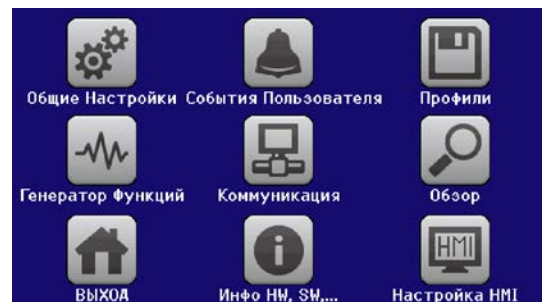 Общие Настройки События Пользователя Профили
Генератор Функций Коммуникация Обзор
HMI
ВЫХОД Инфо HW, SW,... Настройка HMI